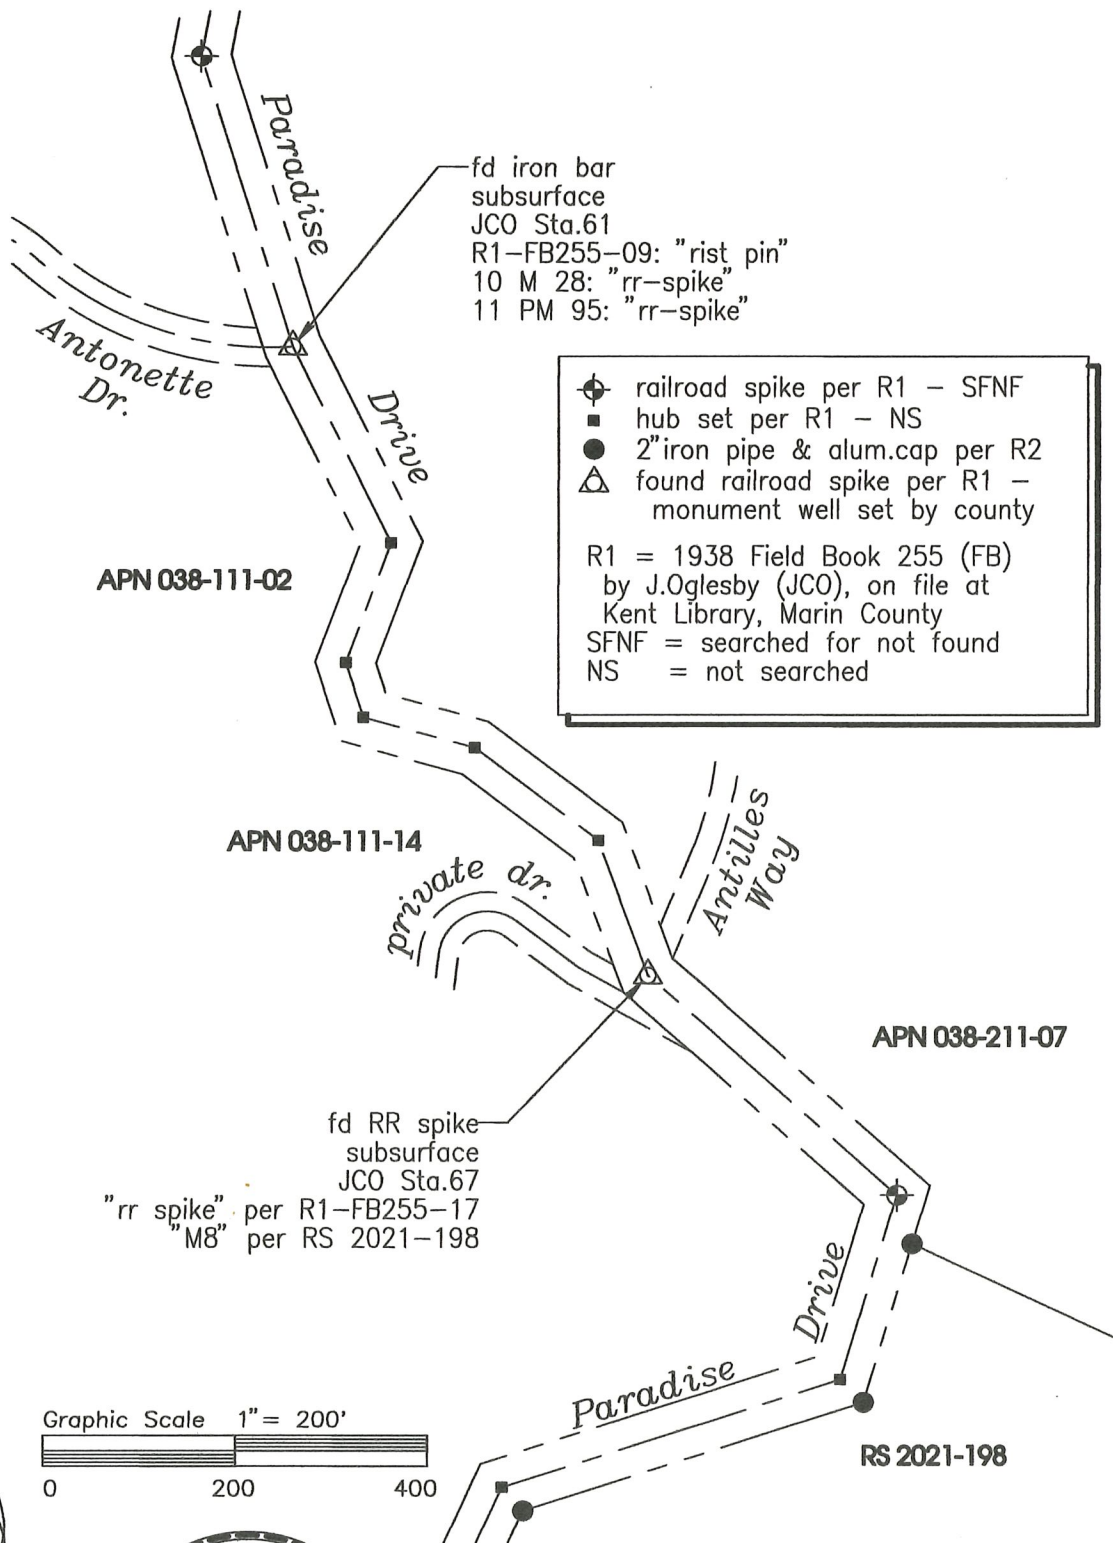 Paradise
fd iron bar
subsurface
JCO Sta.61
R1-FB255-09: "rist pin"
10 M 28: "rr-spike"
11 PM 95: "rr-spike"
Antonette
Dr.
Drive
railroad spike per R1 - SFNF
hub set per R1 - NS
2" iron pipe & alum.cap per R2
found railroad spike per R1 -
monument well set by county
R1 = 1938 Field Book 255 (FB)
by J.Oglesby (JCO), on file at
Kent Library, Marin County
SFNF = searched for not found
NS = not searched
APN 038-111-02
APN 038-111-14
private dr.
Antilles
Way
APN 038-211-07
fd RR spike
subsurface
JCO Sta.67
"rr spike" per R1-FB255-17
"M8" per RS 2021-198
Drive
Paradise
Graphic Scale 1"= 200'
0 200 400
RS 2021-198